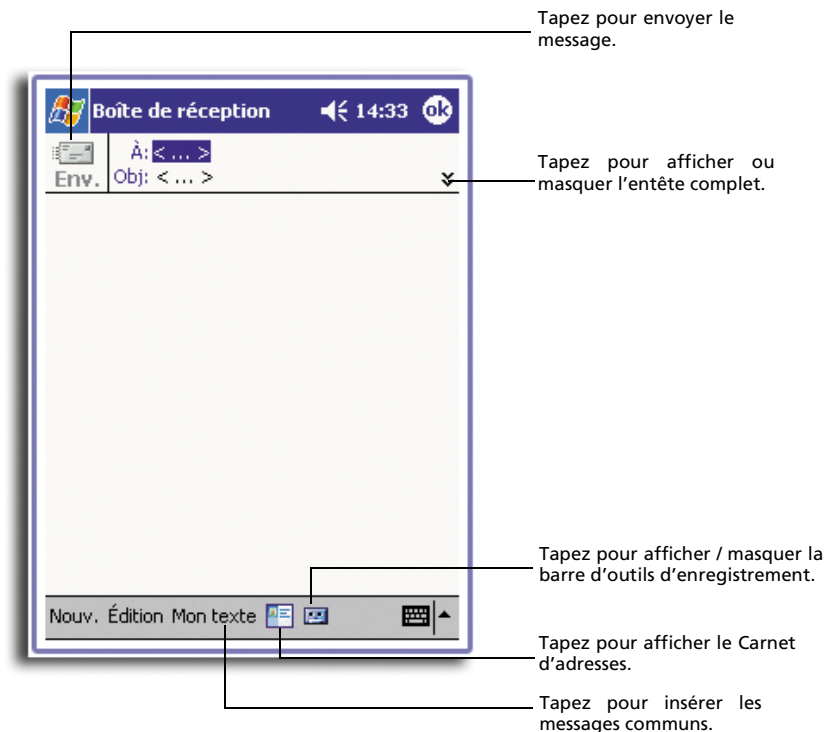 Tapez pour envoyer le
message.
Boîte de réception 14:33 ok
À: < ... >
Env. Obj: < ... >
Tapez pour afficher ou
masquer l'entête complet.
Tapez pour afficher / masquer la
barre d'outils d'enregistrement.
Nouv. Édition Mon texte
Tapez pour afficher le Carnet
d'adresses.
Tapez pour insérer les
messages communs.